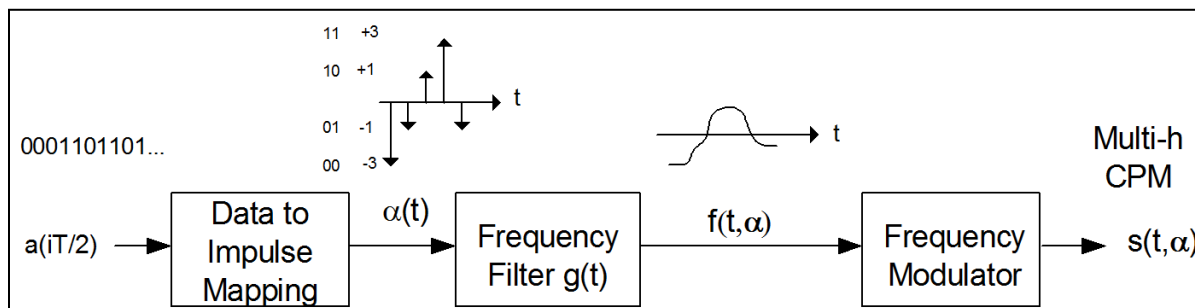 11 +3
10 +1
t
01 -1
00 -3
0001101101...
t
Multi-h
CPM
a(iT/2)
Data to
Impulse
Mapping
α(t)
Frequency
Filter g(t)
f(t,α)
Frequency
Modulator
s(t,α)